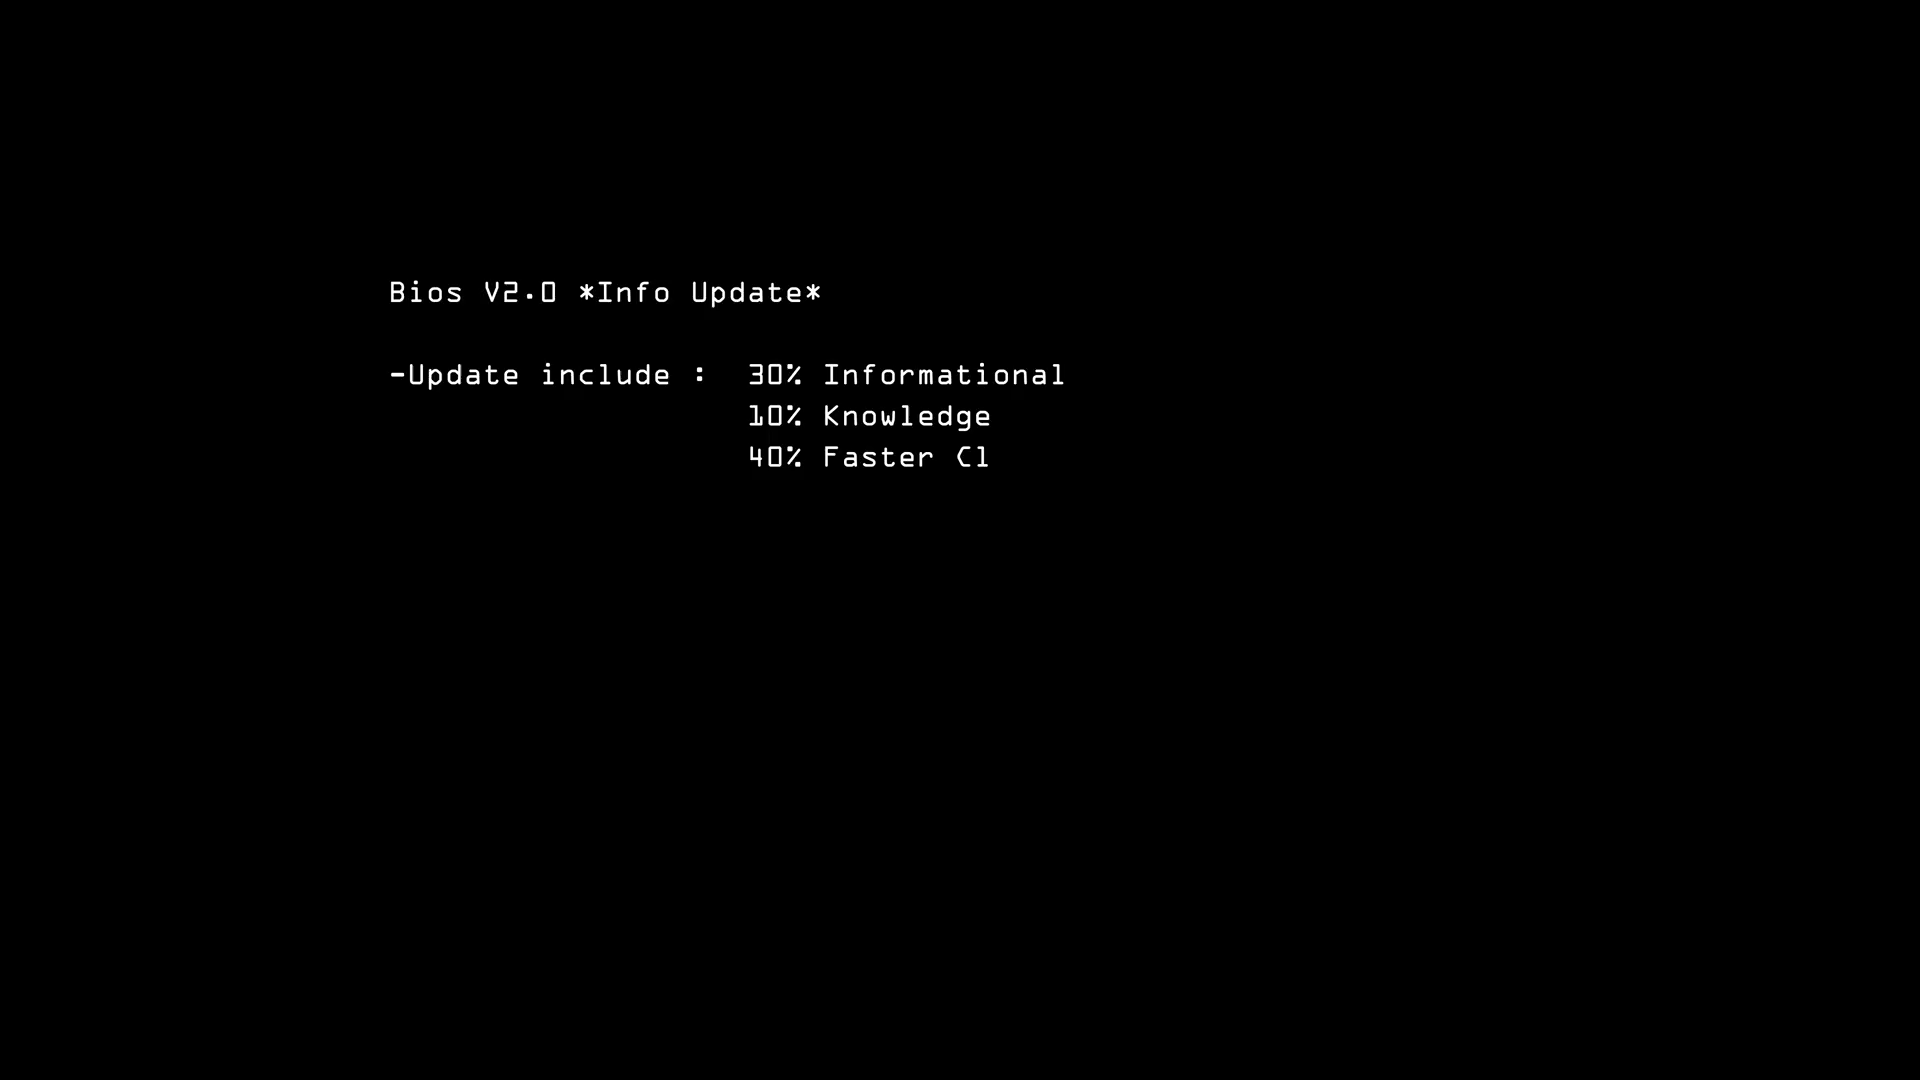 Bios V2.0 *Info Update*
-Update include : 30% Informational
10% Knowledge
40% Faster Cl